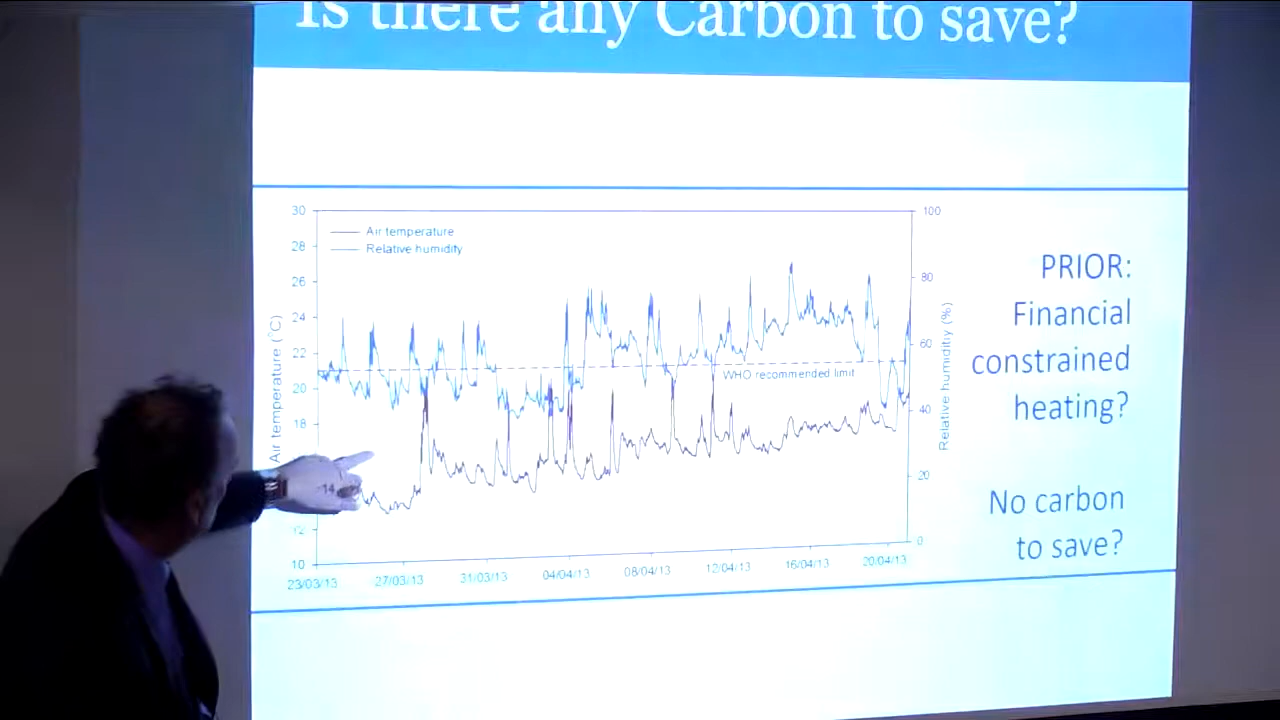 Is there any Carbon to save?
30
28
26
24
22
20
18
14
12
10
Air temperature (°C)
Air temperature
Relative humidity
WHO recommended limit
100
80
60
40
20
0
Relative humiditiy (%)
23/03/13 27/03/13 31/03/13 04/04/13 08/04/13 12/04/13 16/04/13 20/04/13
PRIOR:
Financial
constrained
heating?
No carbon
to save?